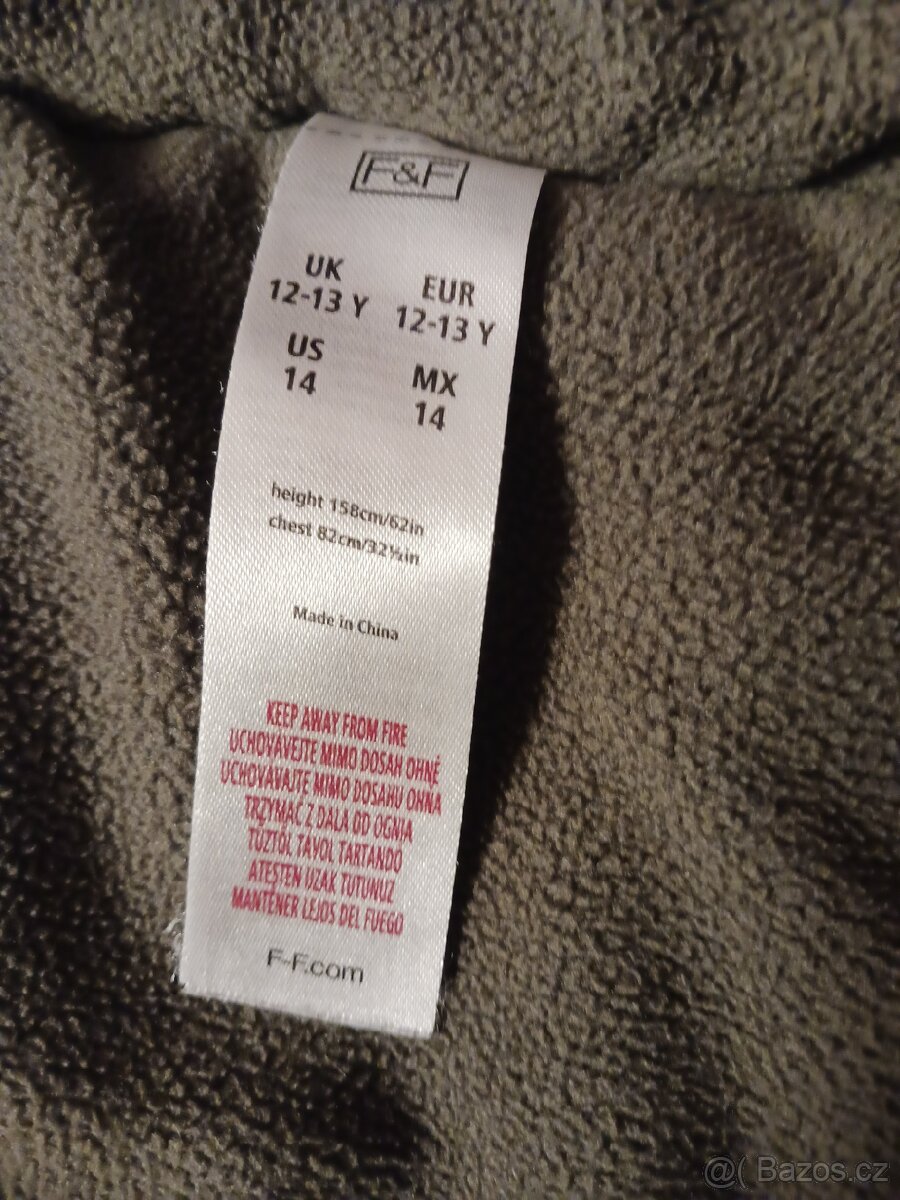 F&F
UK
12-13 Y
EUR
12-13 Y
US
14
MX
14
height 158cm/62in
chest 82cm/32½in
Made in China
KEEP AWAY FROM FIRE
UCHOVÁVEJTE MIMO DOSAH OHNĚ
UCHOVÁVAJTE MIMO DOSAHU OHŇA
TRZYMAĆ Z DALA OD OGNIA
TŰZTŐL TÁVOL TARTANDÓ
ATEŞTEN UZAK TUTUNUZ
MANTENER LEJOS DEL FUEGO
F-F.com
@( Bazos.cz